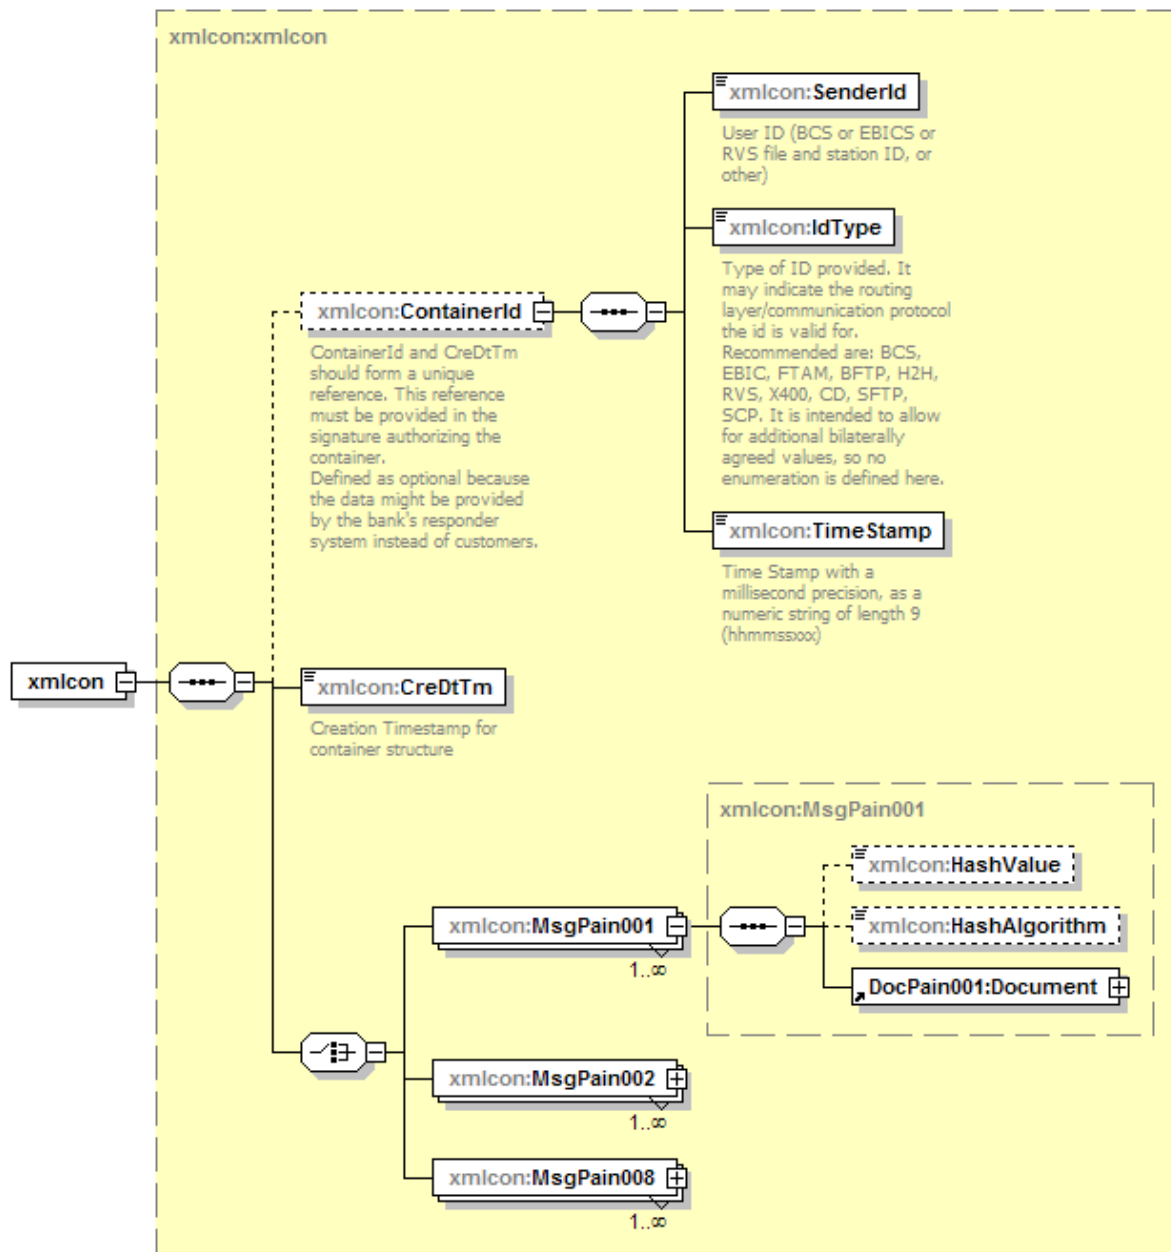 xmlcon:xmlcon
xmlcon:SenderId
User ID (BCS or EBICS or
RVS file and station ID, or
other)
xmlcon:IdType
Type of ID provided. It
may indicate the routing
layer/communication protocol
the id is valid for.
Recommended are: BCS,
EBIC, FTAM, BFTP, H2H,
RVS, X400, CD, SFTP,
SCP. It is intended to allow
for additional bilaterally
agreed values, so no
enumeration is defined here.
xmlcon:ContainerId
ContainerId and CreDtTm
should form a unique
reference. This reference
must be provided in the
signature authorizing the
container.
Defined as optional because
the data might be provided
by the bank's responder
system instead of customers.
xmlcon:TimeStamp
Time Stamp with a
millisecond precision, as a
numeric string of length 9
(hhmmssxxx)
xmlcon
xmlcon:CreDtTm
Creation Timestamp for
container structure
xmlcon:MsgPain001
xmlcon:HashValue
xmlcon:HashAlgorithm
DocPain001:Document
xmlcon:MsgPain001
1..∞
xmlcon:MsgPain002
1..∞
xmlcon:MsgPain008
1..∞